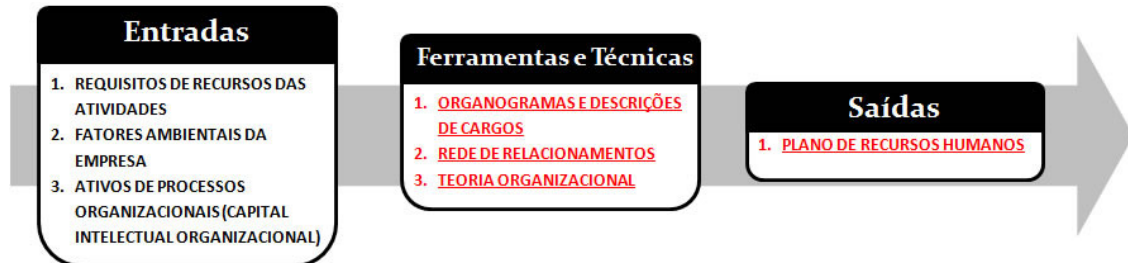 Entradas
1. REQUISITOS DE RECURSOS DAS
ATIVIDADES
2. FATORES AMBIENTAIS DA
EMPRESA
3. ATIVOS DE PROCESSOS
ORGANIZACIONAIS(CAPITAL
INTELECTUAL ORGANIZACIONAL)
Ferramentas e Técnicas
1. ORGANOGRAMAS E DESCRIÇÕES
DE CARGOS
2. REDE DE RELACIONAMENTOS
3. TEORIA ORGANIZACIONAL
Saídas
1. PLANO DE RECURSOS HUMANOS